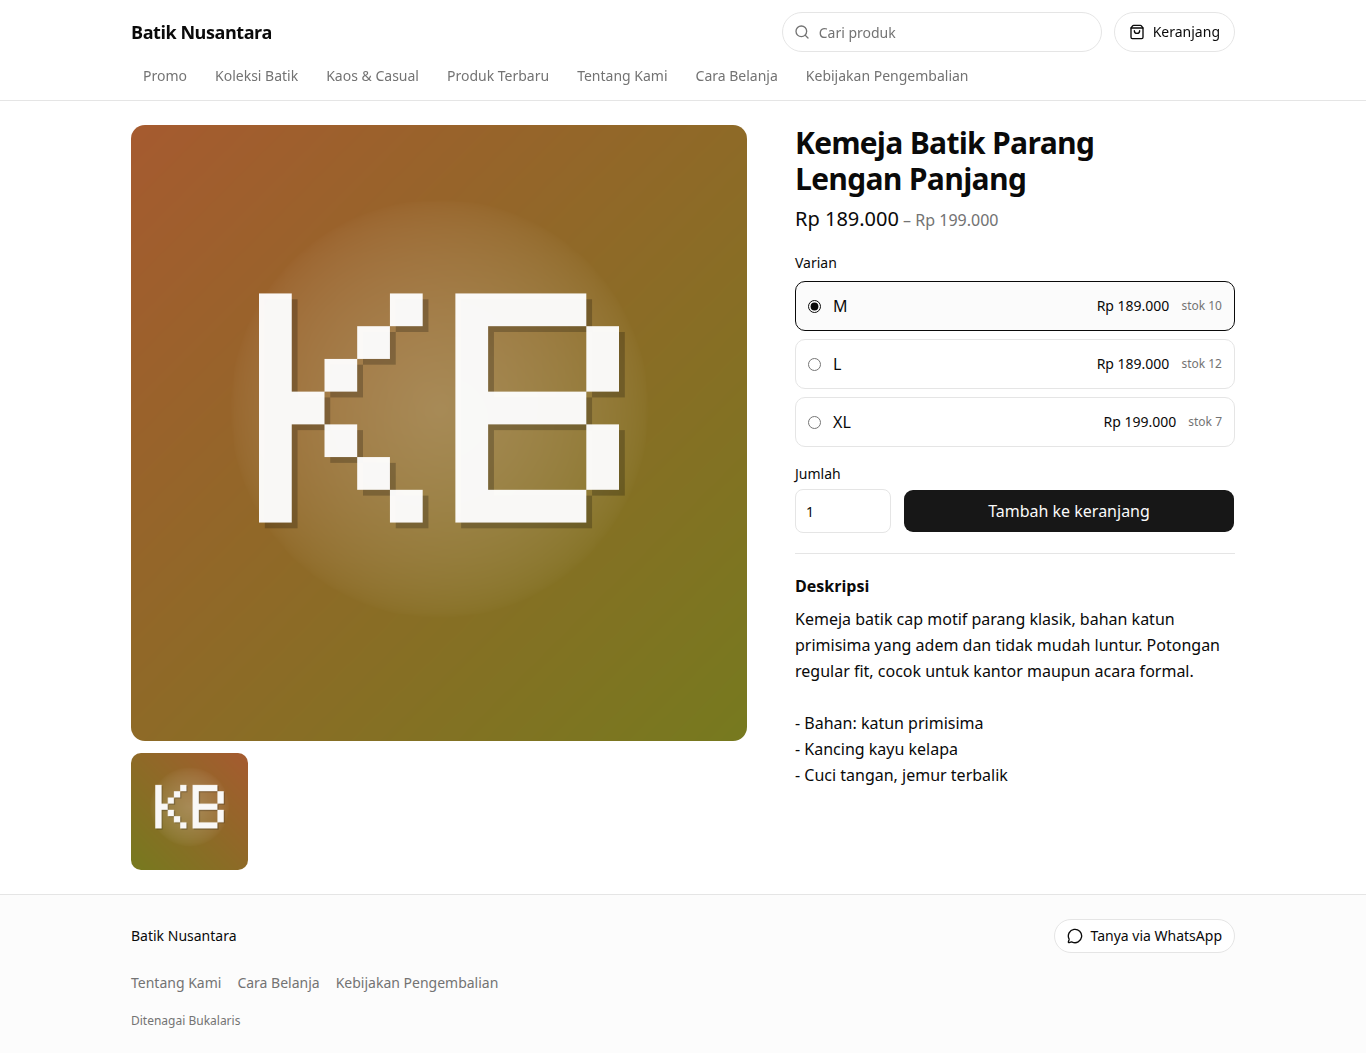 Batik Nusantara
Cari produk
Keranjang
Promo
Koleksi Batik
Kaos & Casual
Produk Terbaru
Tentang Kami
Cara Belanja
Kebijakan Pengembalian
KB
KB
Kemeja Batik Parang
Lengan Panjang
Rp 189.000 – Rp 199.000
Varian
M Rp 189.000 stok 10
L Rp 189.000 stok 12
XL Rp 199.000 stok 7
Jumlah
1
Tambah ke keranjang
Deskripsi
Kemeja batik cap motif parang klasik, bahan katun
primisima yang adem dan tidak mudah luntur. Potongan
regular fit, cocok untuk kantor maupun acara formal.
- Bahan: katun primisima
- Kancing kayu kelapa
- Cuci tangan, jemur terbalik
Batik Nusantara
Tanya via WhatsApp
Tentang Kami
Cara Belanja
Kebijakan Pengembalian
Ditenagai Bukalaris